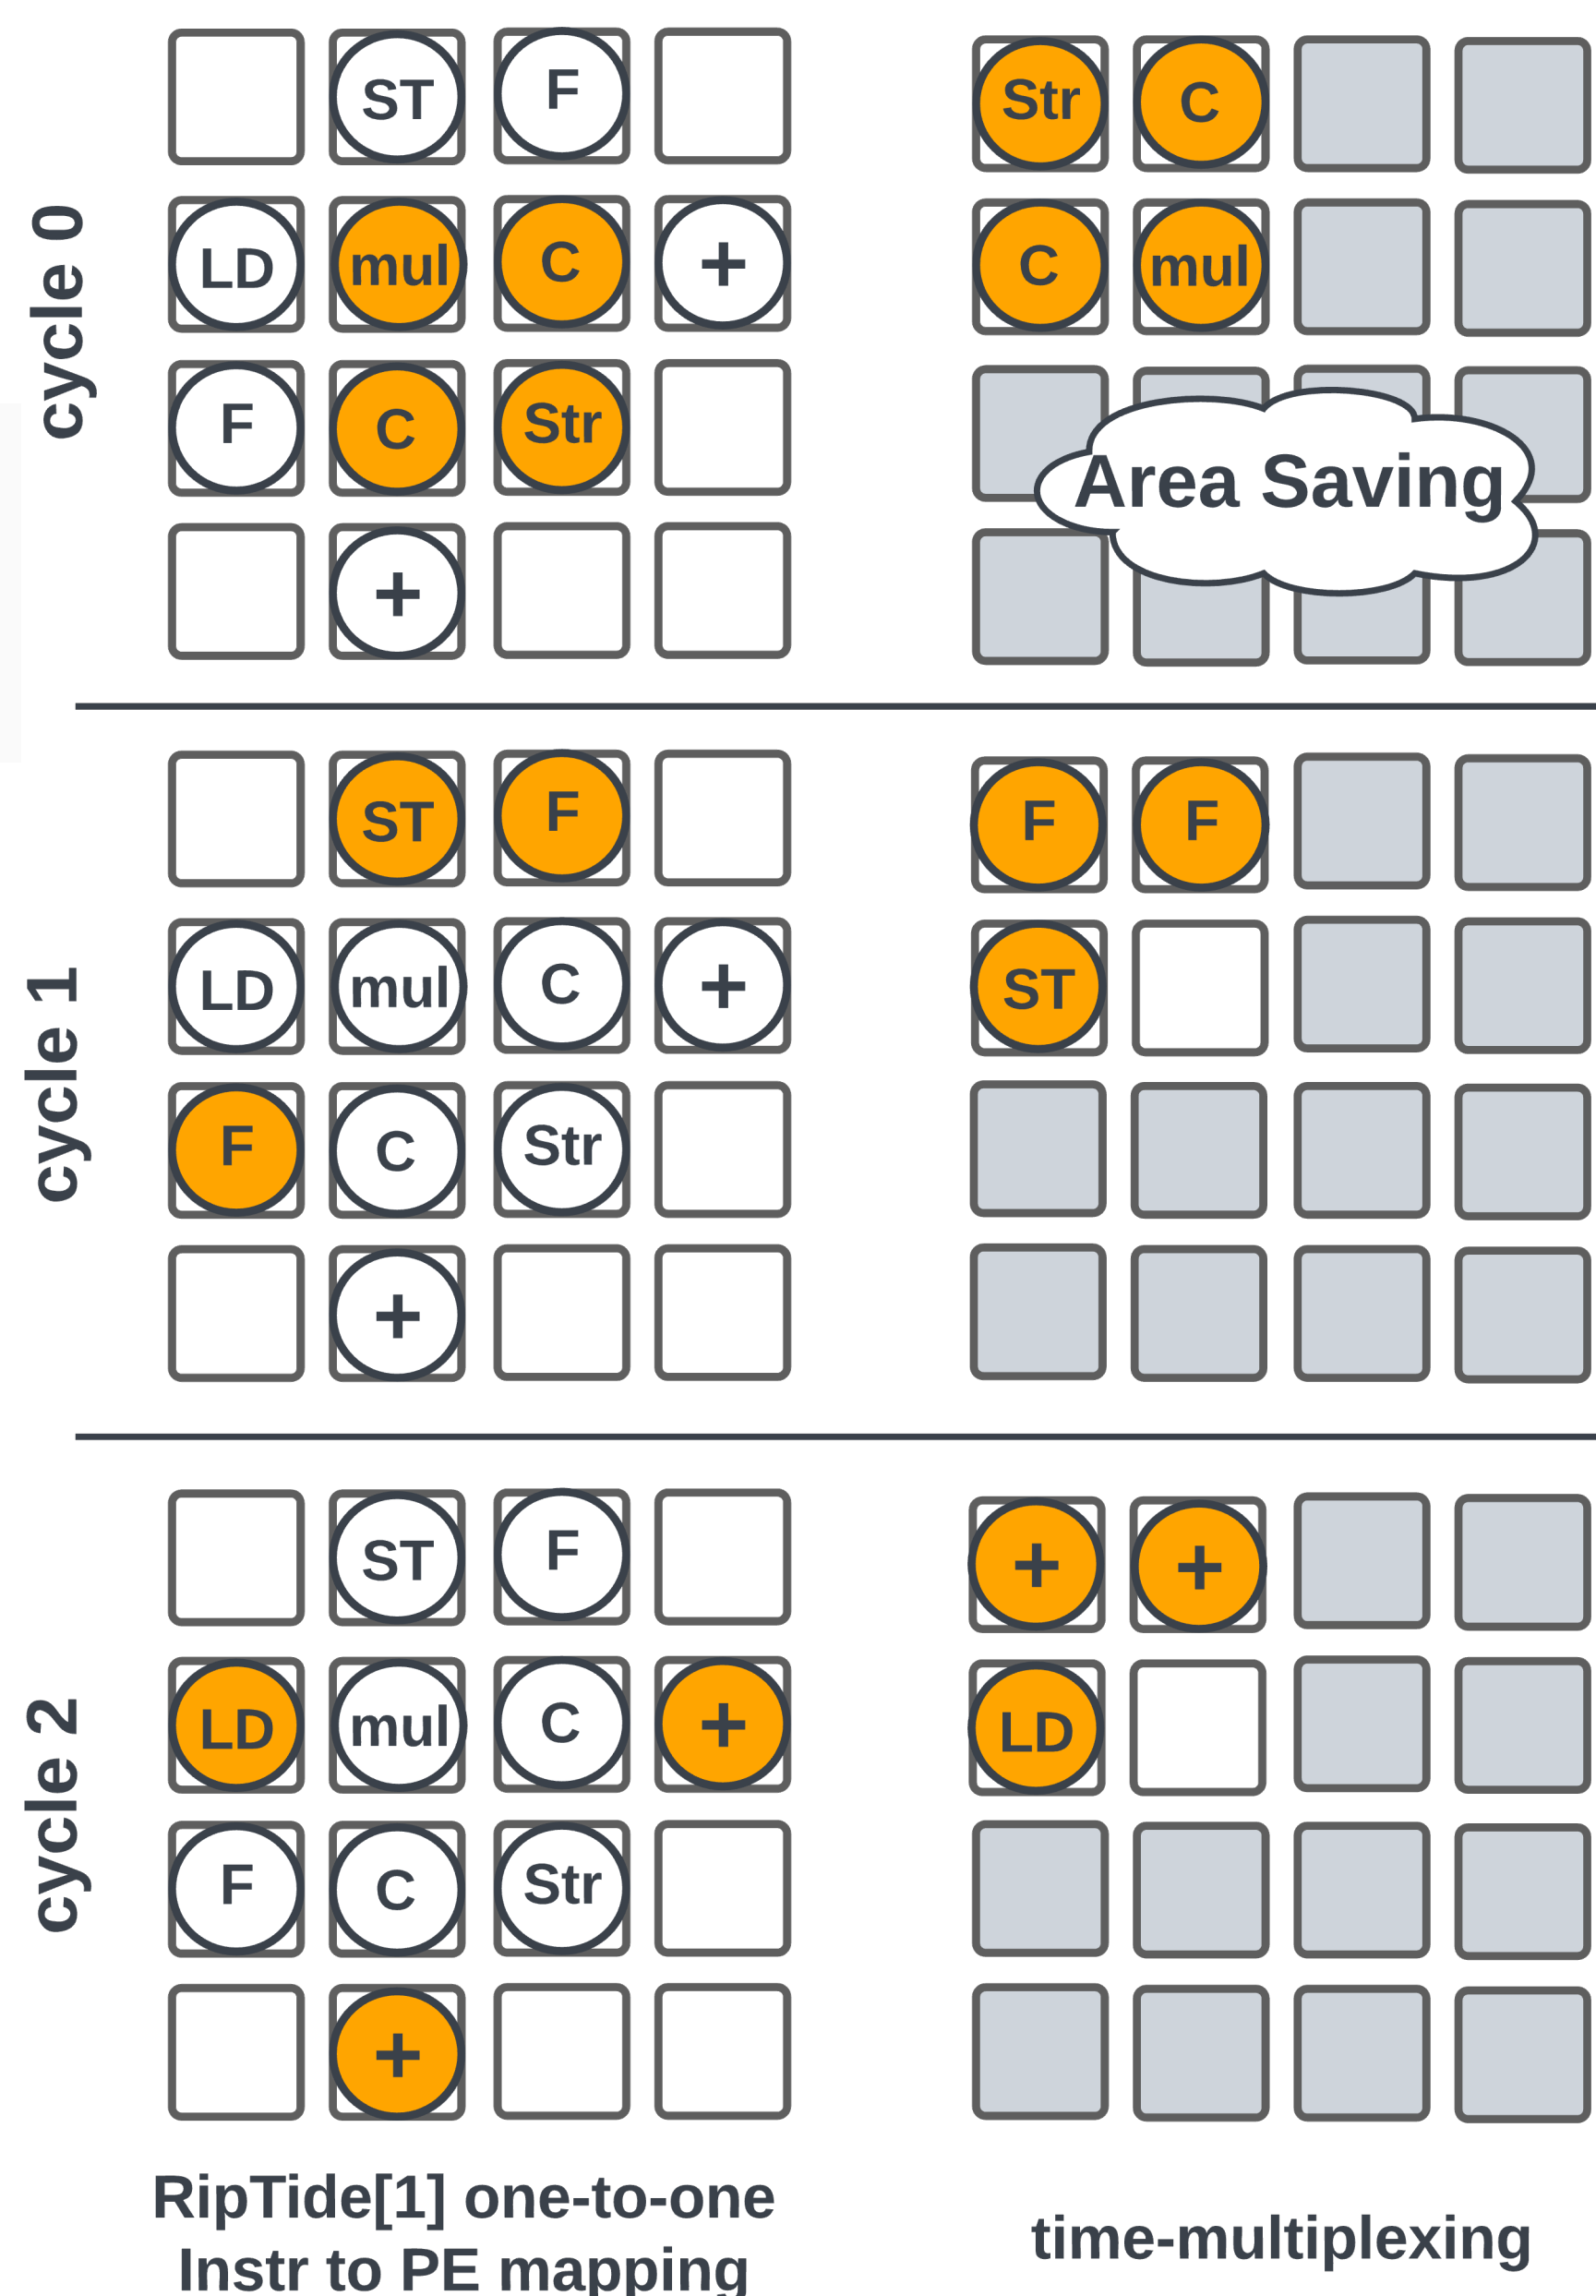 cycle 0
ST F
LD mul C +
F C Str
+
Str C
C mul
Area Saving
cycle 1
ST F
LD mul C +
F C Str
+
F F
ST
cycle 2
ST F
LD mul C +
F C Str
+
+ +
LD
RipTide[1] one-to-one
Instr to PE mapping
time-multiplexing